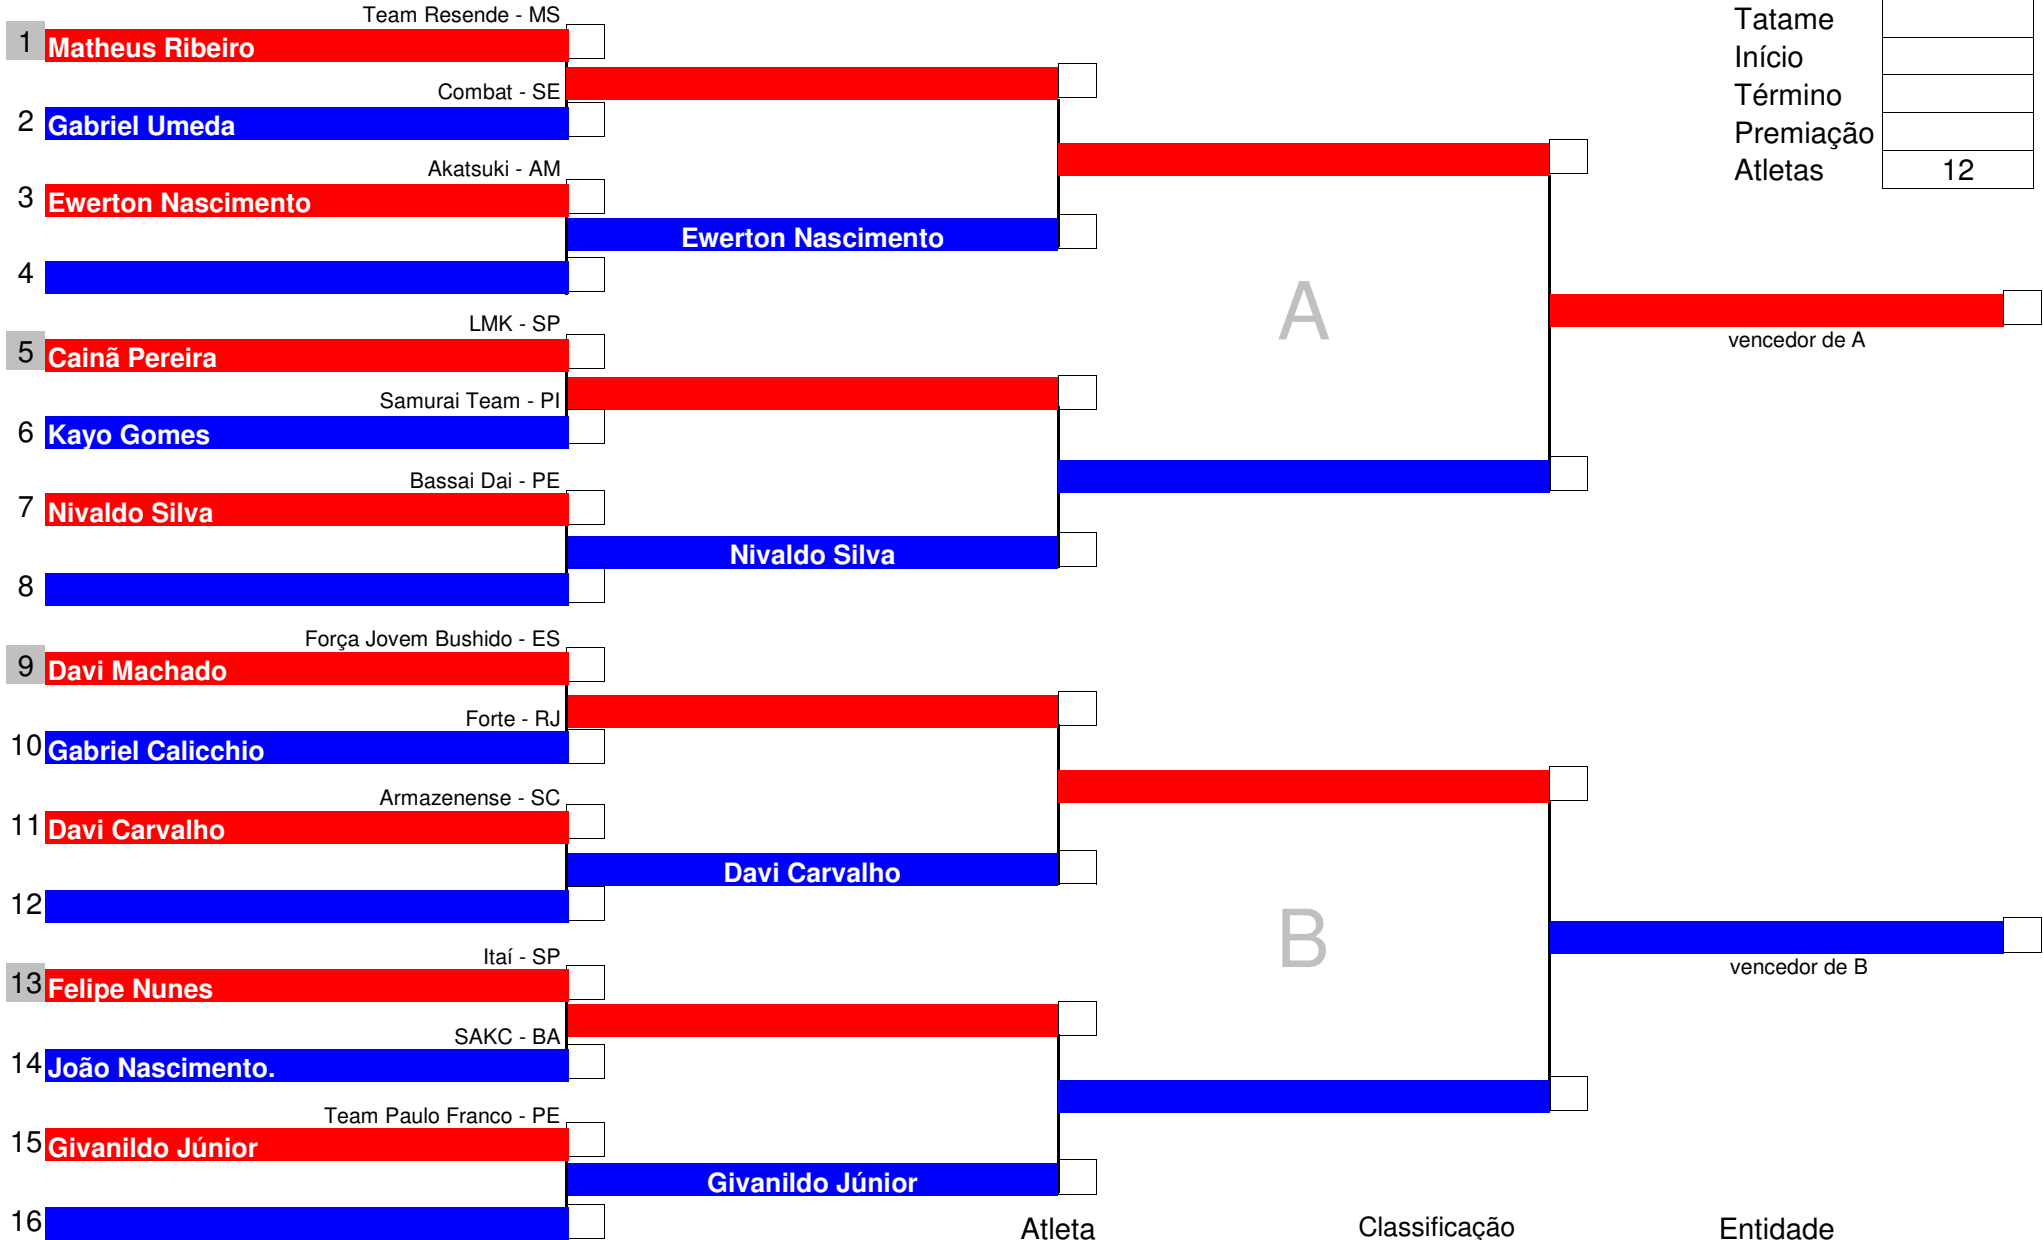 Team Resende - MS
1 Matheus Ribeiro
Combat - SE
2 Gabriel Umeda
Akatsuki - AM
3 Ewerton Nascimento
Ewerton Nascimento
4
LMK - SP
5 Cainã Pereira
Samurai Team - PI
6 Kayo Gomes
Bassai Dai - PE
7 Nivaldo Silva
Nivaldo Silva
8
Força Jovem Bushido - ES
9 Davi Machado
Forte - RJ
10 Gabriel Calicchio
Armazenense - SC
11 Davi Carvalho
Davi Carvalho
12
Itaí - SP
13 Felipe Nunes
SAKC - BA
14 João Nascimento.
Team Paulo Franco - PE
15 Givanildo Júnior
Givanildo Júnior
16
A
B
vencedor de A
vencedor de B
Tatame
Início
Término
Premiação
Atletas 12
Atleta Classificação Entidade